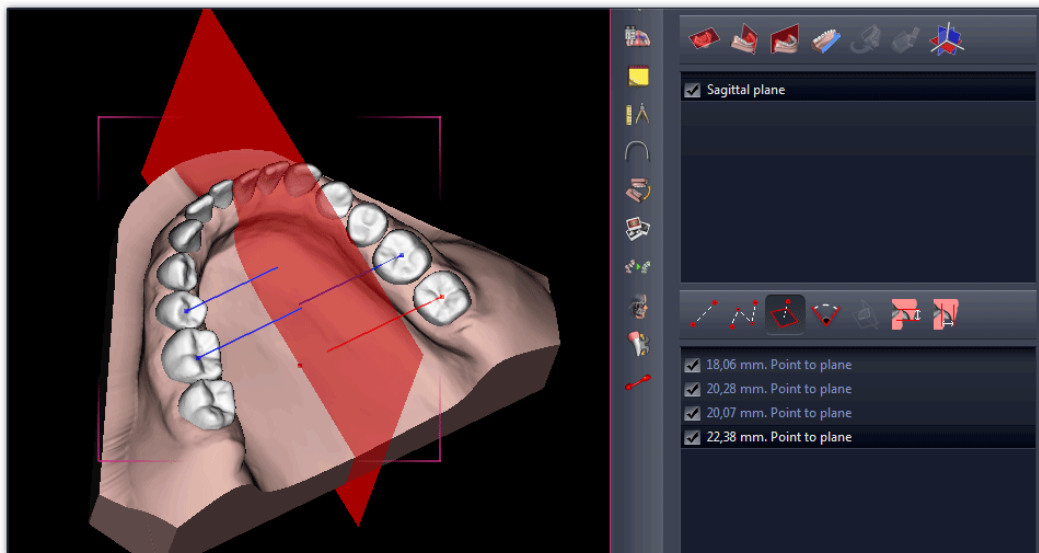 Sagittal plane
18,06 mm. Point to plane
20,28 mm. Point to plane
20,07 mm. Point to plane
22,38 mm. Point to plane